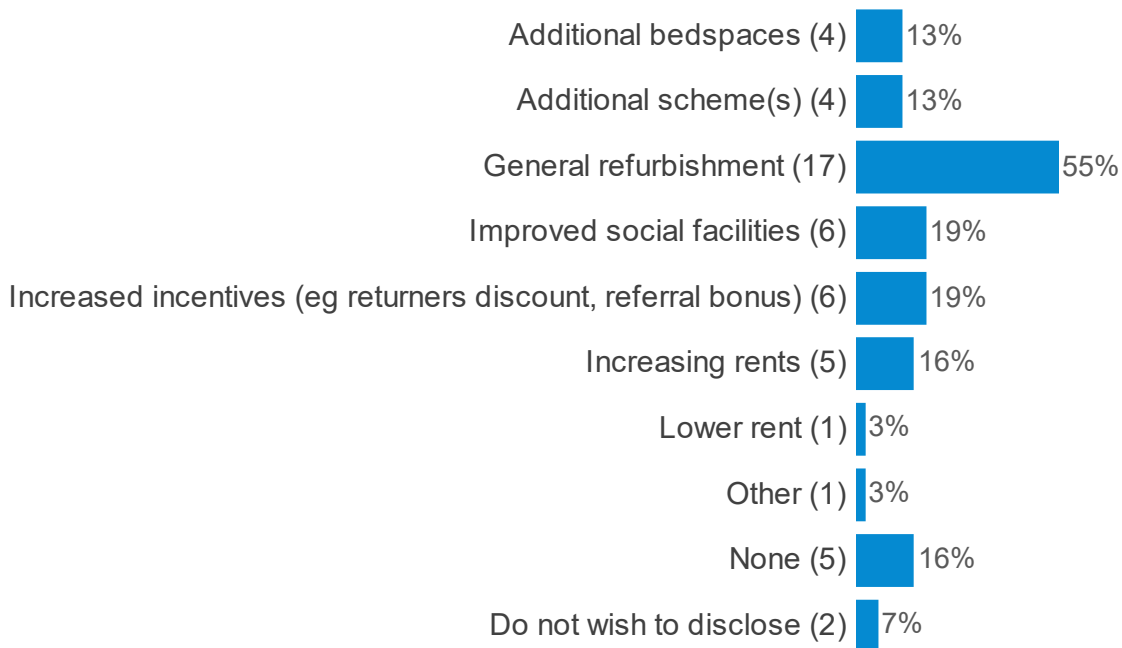 Additional bedspaces (4) 13%
Additional scheme(s) (4) 13%
General refurbishment (17) 55%
Improved social facilities (6) 19%
Increased incentives (eg returners discount, referral bonus) (6) 19%
Increasing rents (5) 16%
Lower rent (1) 3%
Other (1) 3%
None (5) 16%
Do not wish to disclose (2) 7%